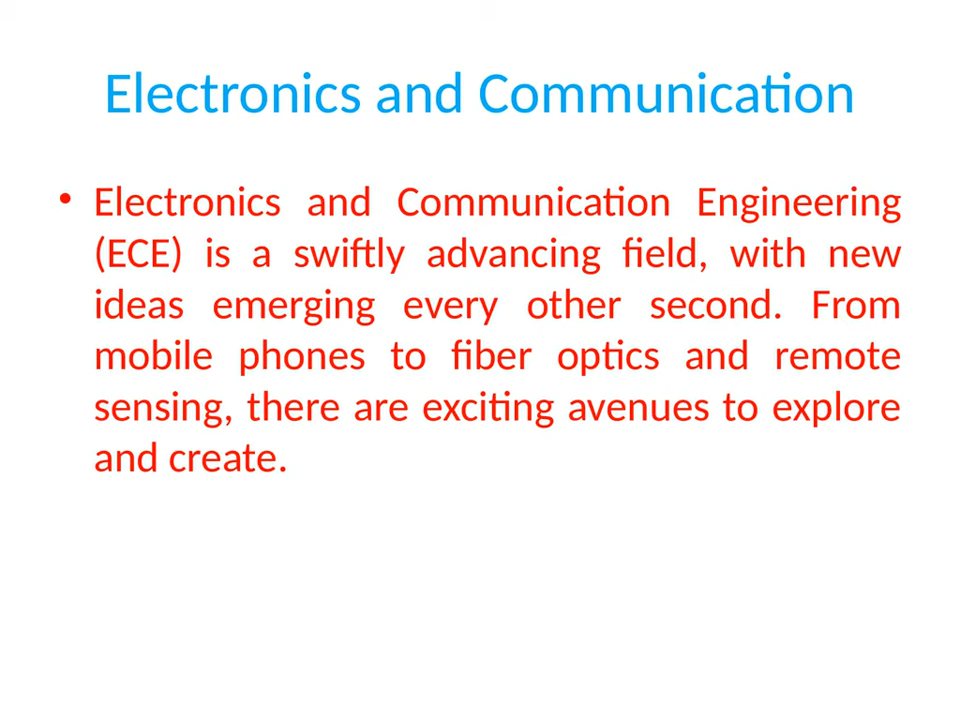 Electronics and Communication
• Electronics and Communication Engineering
(ECE) is a swiftly advancing field, with new
ideas emerging every other second. From
mobile phones to fiber optics and remote
sensing, there are exciting avenues to explore
and create.